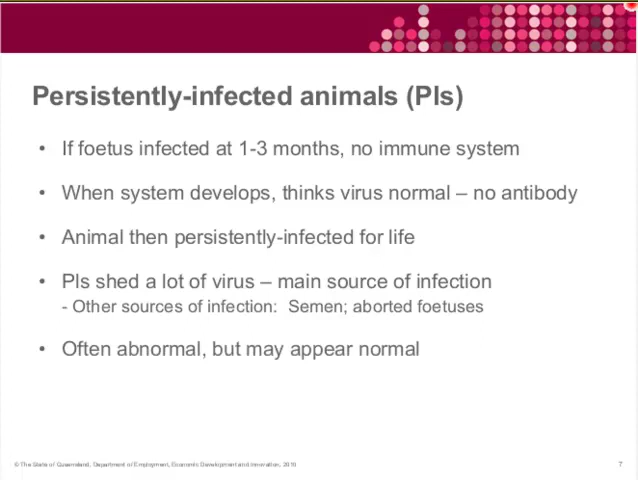 Persistently-infected animals (PIs)
• If foetus infected at 1-3 months, no immune system
• When system develops, thinks virus normal – no antibody
• Animal then persistently-infected for life
• PIs shed a lot of virus – main source of infection
- Other sources of infection: Semen; aborted foetuses
• Often abnormal, but may appear normal
© The State of Queensland, Department of Employment, Economic Development and Innovation, 2010
7